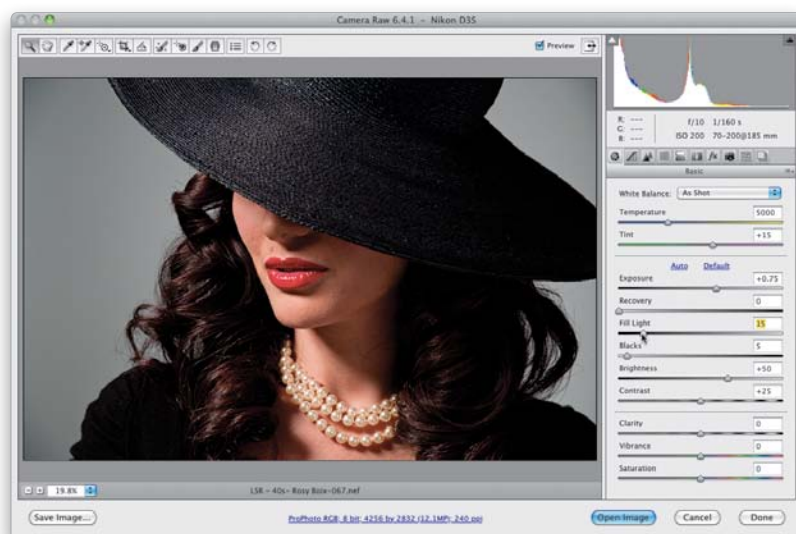 Camera Raw 6.4.1 – Nikon D3S
Preview
R: ---
G: ---
B: ---
f/10 1/160 s
ISO 200 70–200@185 mm
Basic
White Balance: As Shot
Temperature 5000
Tint +15
Auto Default
Exposure +0.75
Recovery 0
Fill Light 15
Blacks 5
Brightness +50
Contrast +25
Clarity 0
Vibrance 0
Saturation 0
19.8%
LSR – 40s– Rosy Boix–067.nef
Save Image...
ProPhoto RGB; 8 bit; 4256 by 2832 (12.1MP); 240 ppi
Open Image
Cancel
Done